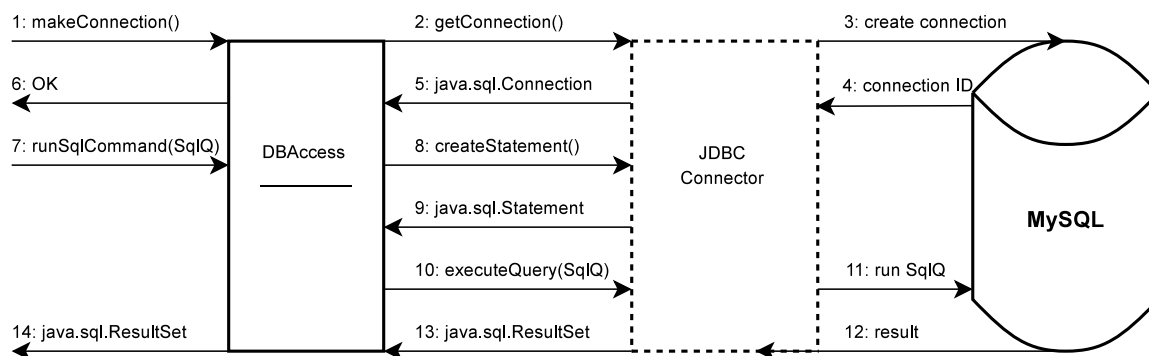 1: makeConnection()
2: getConnection()
3: create connection
6: OK
5: java.sql.Connection
4: connection ID
7: runSqlCommand(SqlQ)
DBAccess
8: createStatement()
JDBC
Connector
9: java.sql.Statement
MySQL
10: executeQuery(SqlQ)
11: run SqlQ
14: java.sql.ResultSet
13: java.sql.ResultSet
12: result